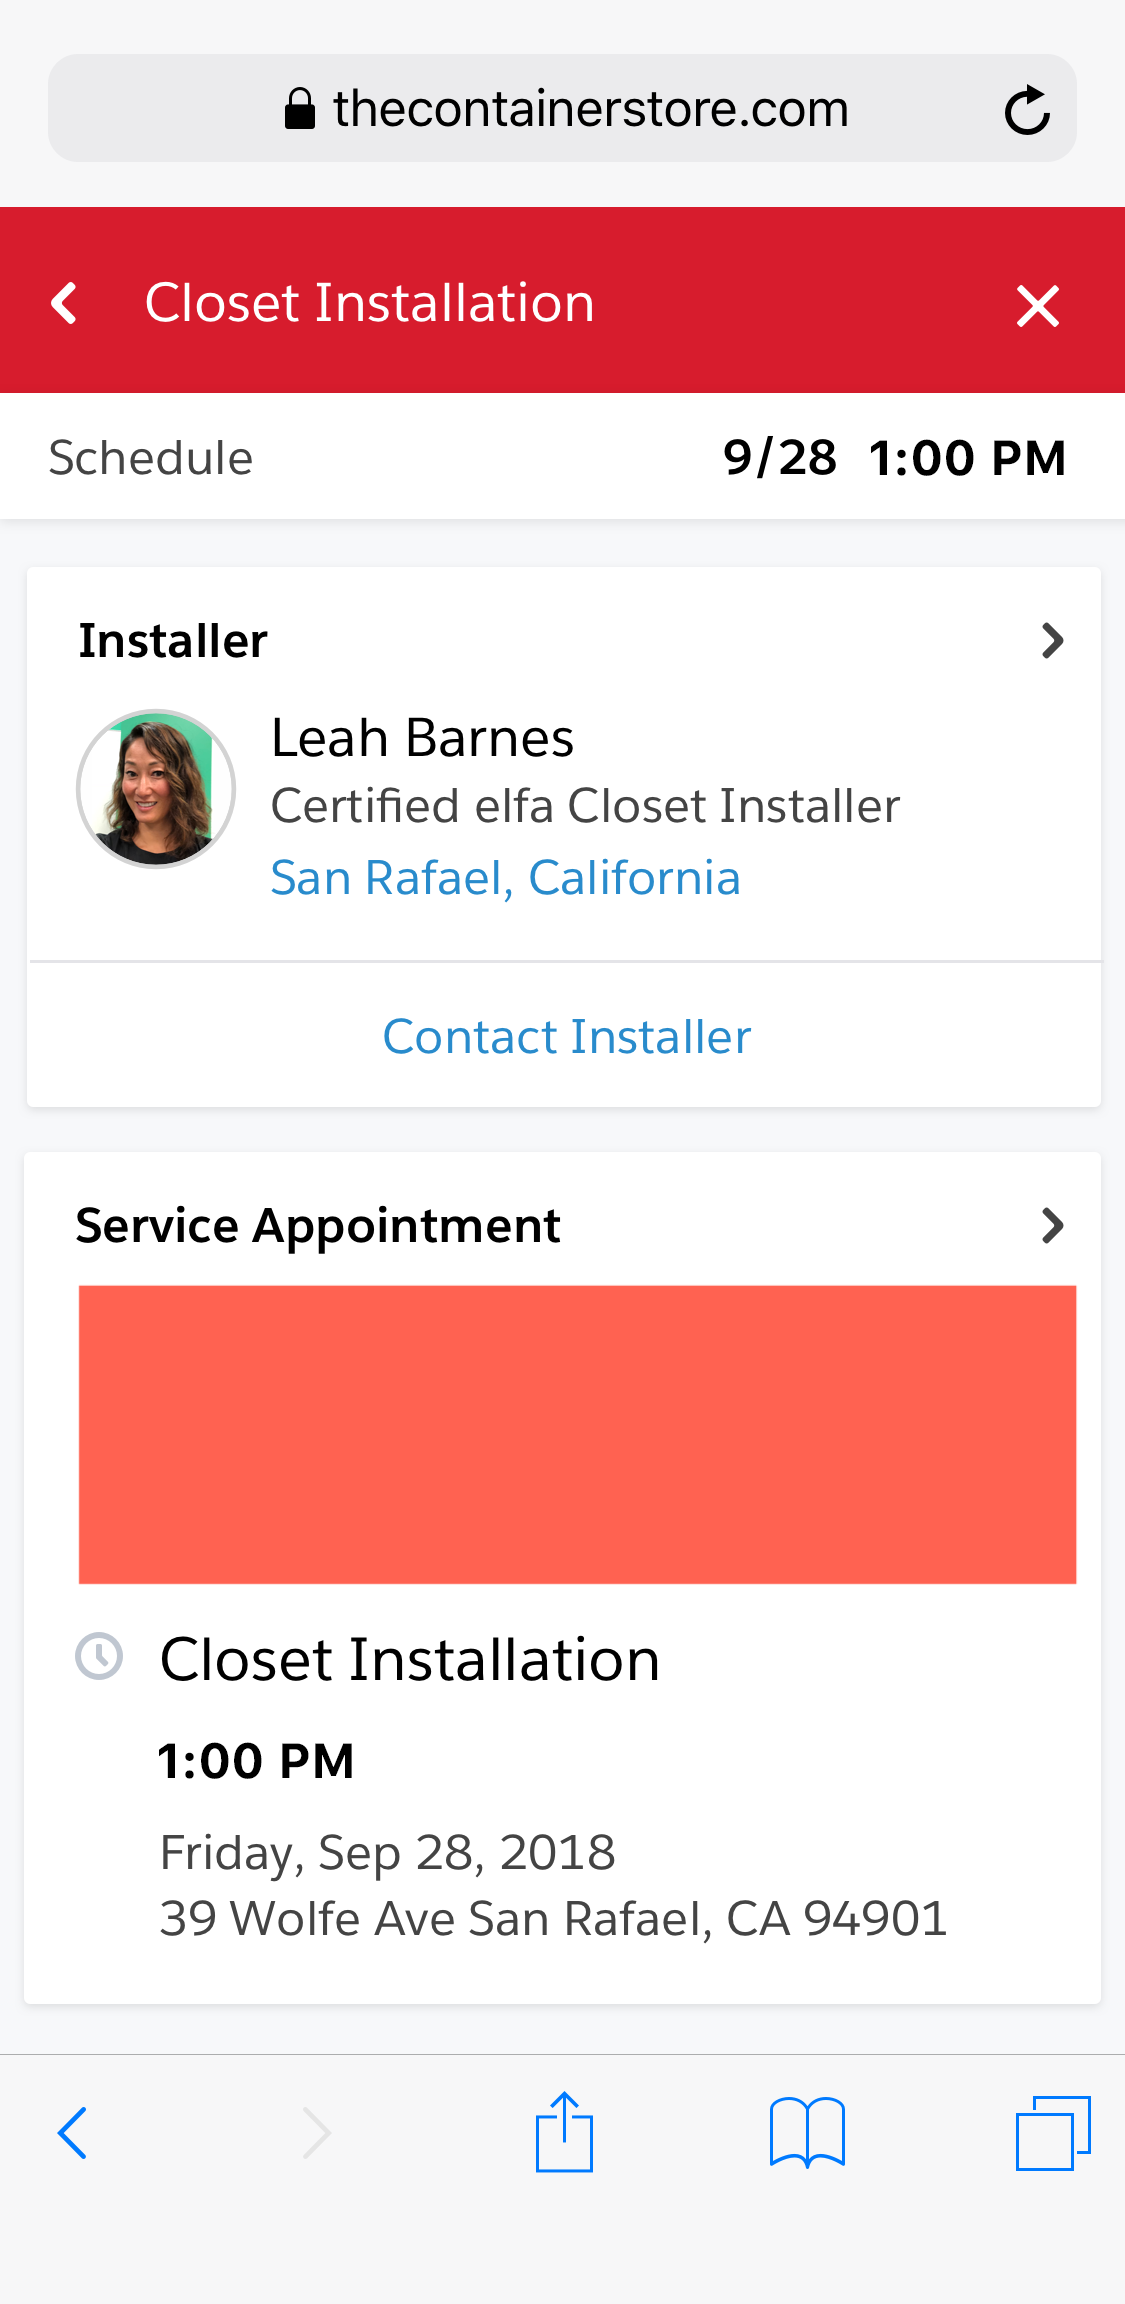 thecontainerstore.com
Closet Installation
Schedule 9/28 1:00 PM
Installer
Leah Barnes
Certified elfa Closet Installer
San Rafael, California
Contact Installer
Service Appointment
Closet Installation
1:00 PM
Friday, Sep 28, 2018
39 Wolfe Ave San Rafael, CA 94901